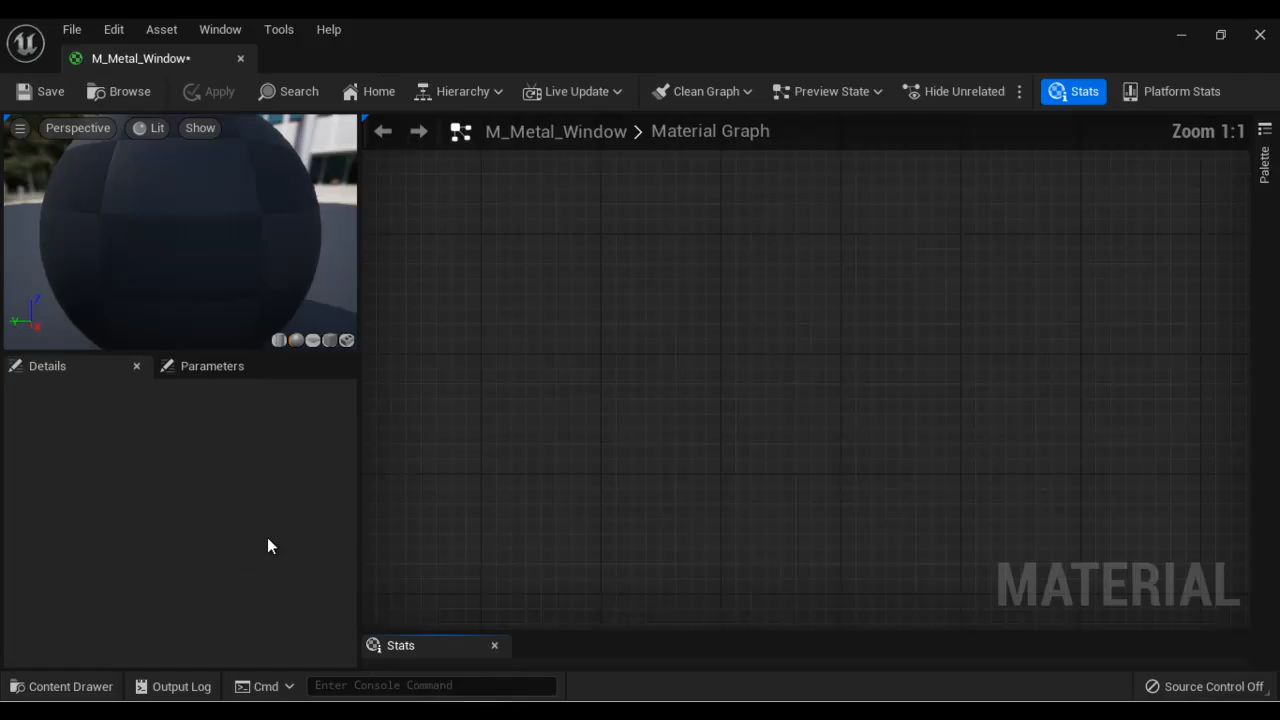 File Edit Asset Window Tools Help
M_Metal_Window*
Save Browse Apply Search Home Hierarchy Live Update Clean Graph Preview State Hide Unrelated Stats Platform Stats
Perspective Lit Show
M_Metal_Window > Material Graph Zoom 1:1
Palette
Z
Y
X
Details Parameters
MATERIAL
Stats
Content Drawer Output Log Cmd Enter Console Command Source Control Off